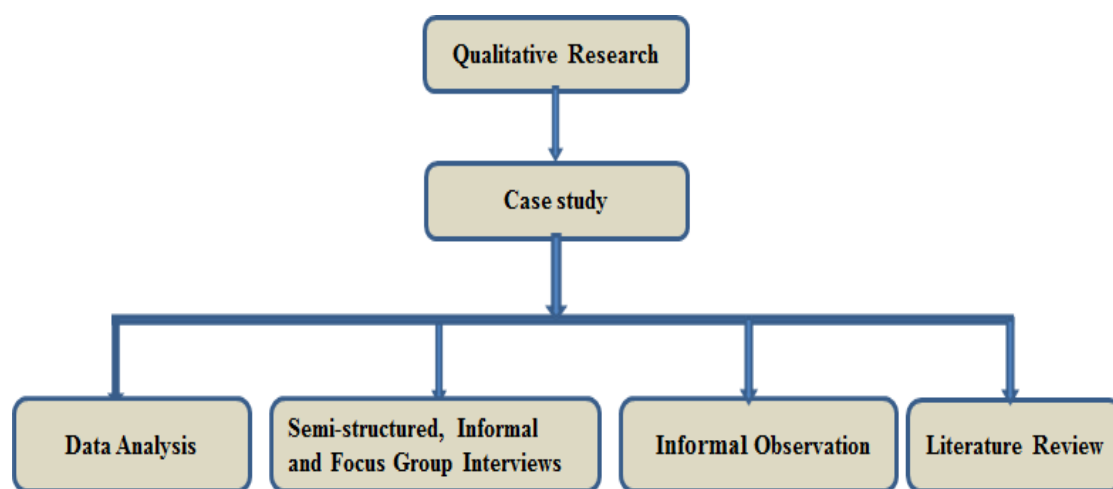 Qualitative Research
Case study
Data Analysis
Semi-structured, Informal
and Focus Group Interviews
Informal Observation
Literature Review